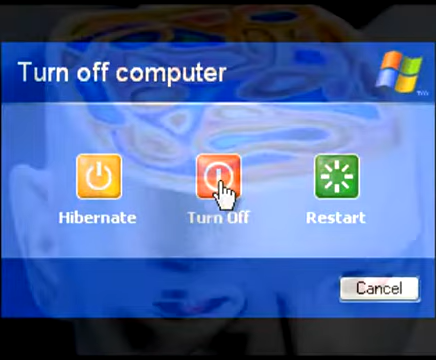 Turn off computer
Hibernate
Turn Off
Restart
Cancel